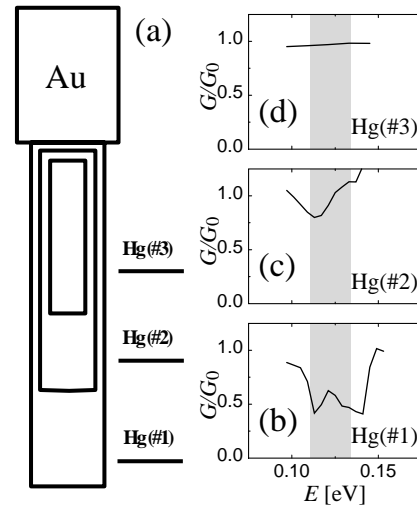 (a)
Au
Hg(#3)
Hg(#2)
Hg(#1)
G/G0
1.0
0.5
0.0
(d)
Hg(#3)
G/G0
1.0
0.5
0.0
(c)
Hg(#2)
G/G0
1.0
0.5
0.0
(b)
Hg(#1)
0.10
0.15
E [eV]